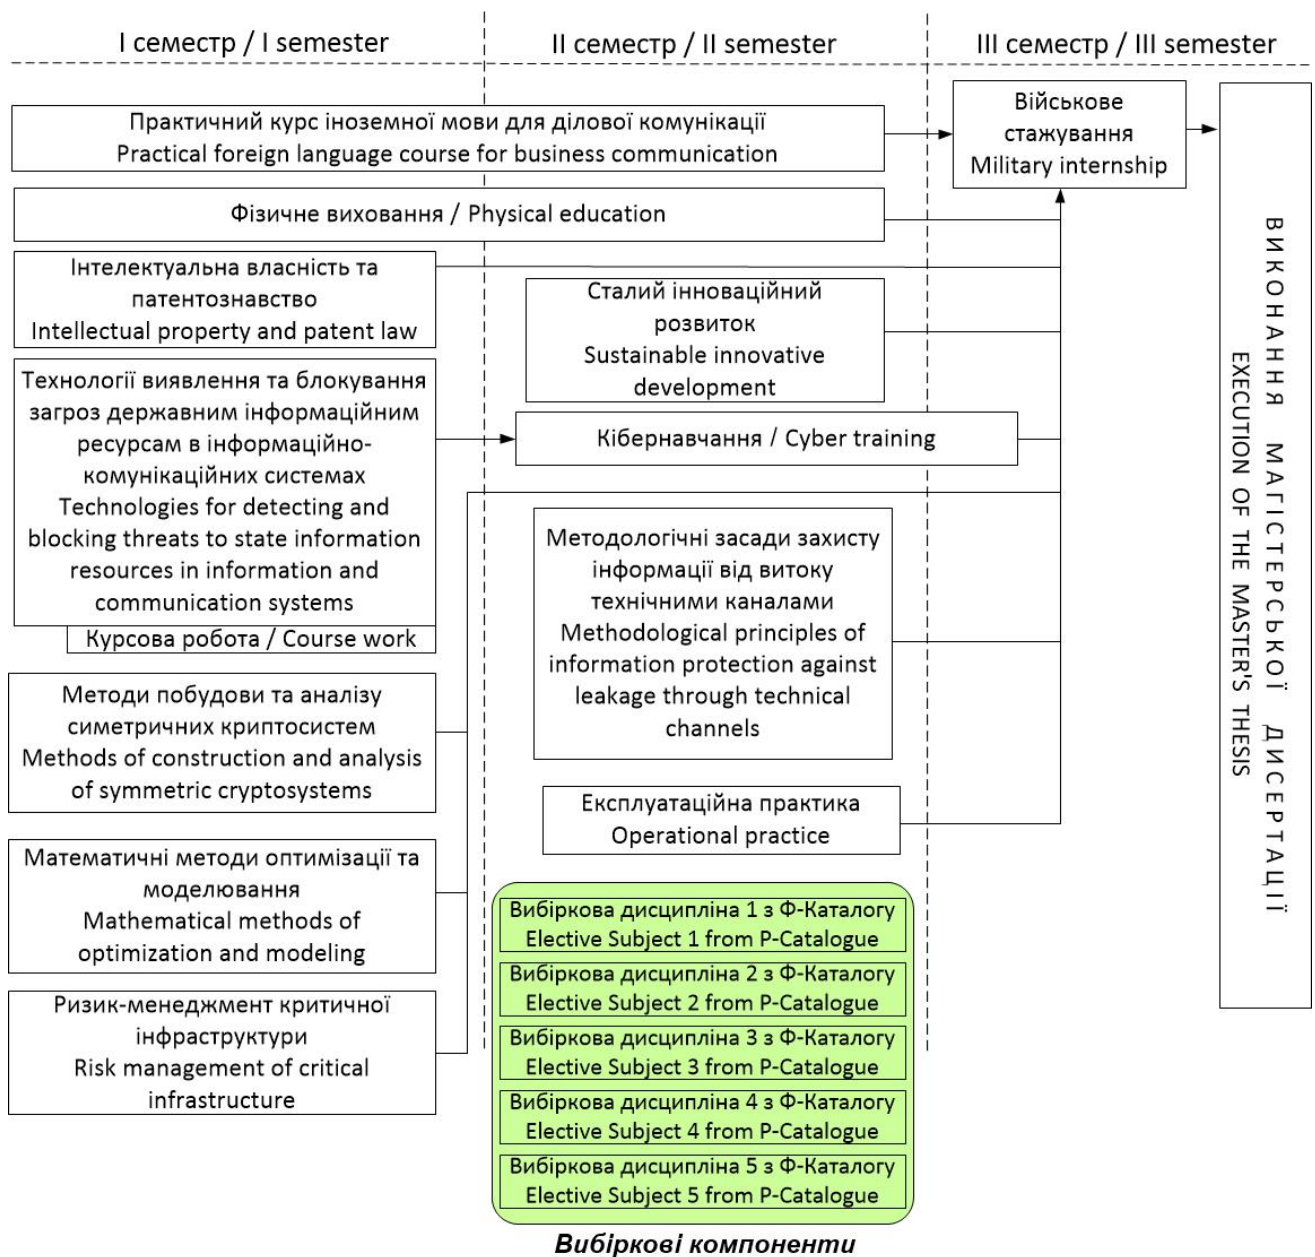 I семестр / I semester
II семестр / II semester
III семестр / III semester
Практичний курс іноземної мови для ділової комунікації
Practical foreign language course for business communication
Військове
стажування
Military internship
Фізичне виховання / Physical education
Інтелектуальна власність та
патентознавство
Intellectual property and patent law
Сталий інноваційний
розвиток
Sustainable innovative
development
Технології виявлення та блокування
загроз державним інформаційним
ресурсам в інформаційно-
комунікаційних системах
Technologies for detecting and
blocking threats to state information
resources in information and
communication systems
Курсова робота / Course work
Кібернавчання / Cyber training
Методологічні засади захисту
інформації від витоку
технічними каналами
Methodological principles of
information protection against
leakage through technical
channels
Методи побудови та аналізу
симетричних криптосистем
Methods of construction and analysis
of symmetric cryptosystems
Експлуатаційна практика
Operational practice
Математичні методи оптимізації та
моделювання
Mathematical methods of
optimization and modeling
Ризик-менеджмент критичної
інфраструктури
Risk management of critical
infrastructure
Вибіркова дисципліна 1 з Ф-Каталогу
Elective Subject 1 from P-Catalogue
Вибіркова дисципліна 2 з Ф-Каталогу
Elective Subject 2 from P-Catalogue
Вибіркова дисципліна 3 з Ф-Каталогу
Elective Subject 3 from P-Catalogue
Вибіркова дисципліна 4 з Ф-Каталогу
Elective Subject 4 from P-Catalogue
Вибіркова дисципліна 5 з Ф-Каталогу
Elective Subject 5 from P-Catalogue
Вибіркові компоненти
ВИКОНАННЯ МАГІСТЕРСЬКОЇ ДИСЕРТАЦІЇ
EXECUTION OF THE MASTER'S THESIS